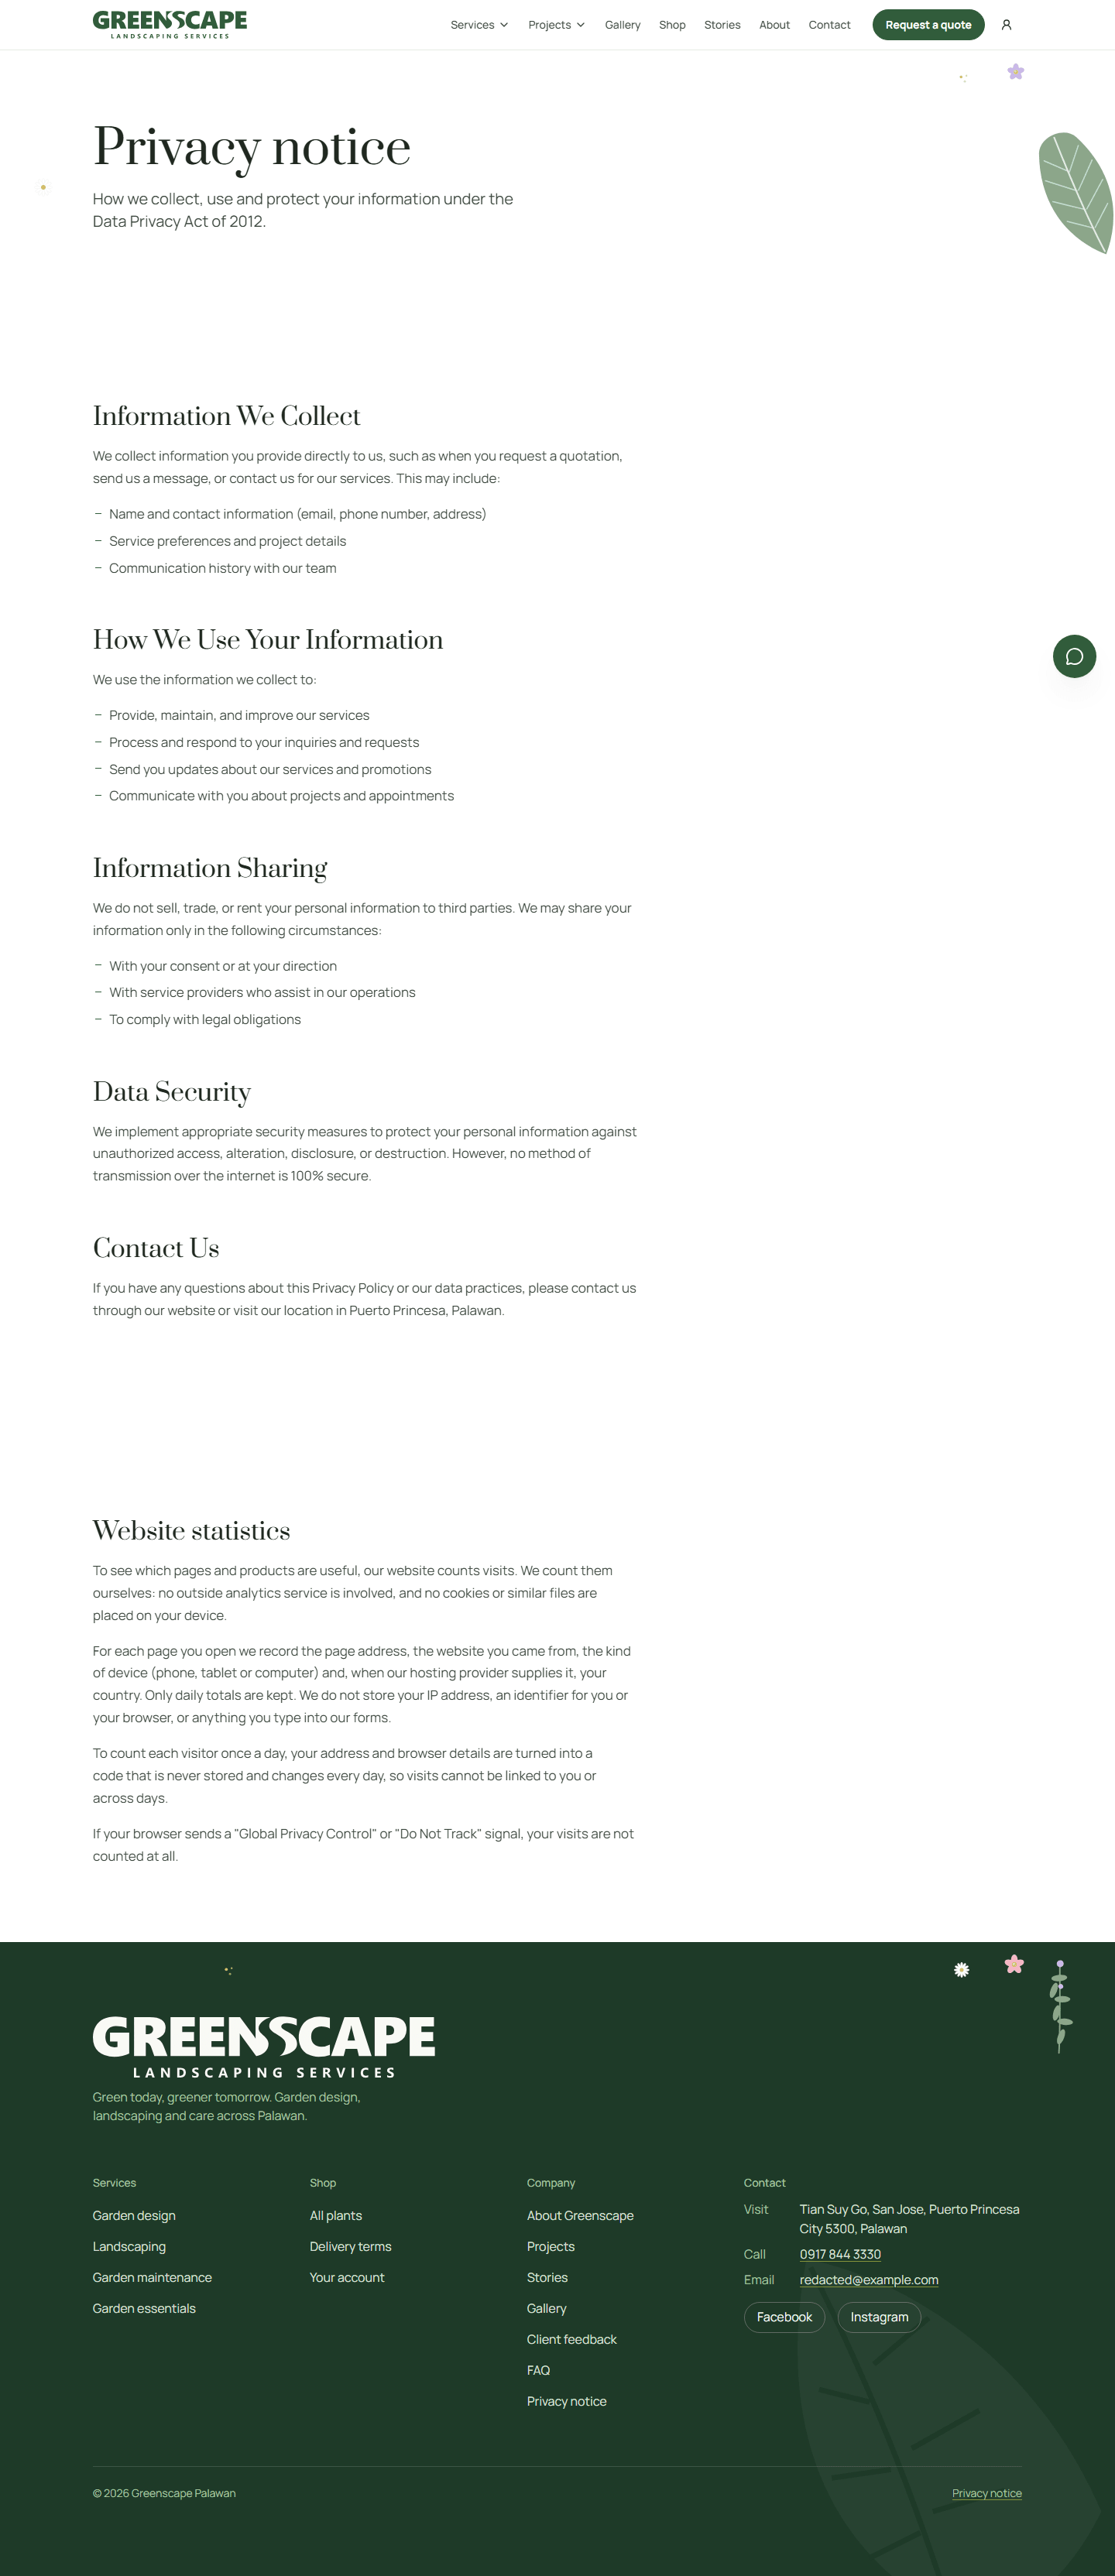 GREENSCAPE
LANDSCAPING SERVICES
Services
Projects
Gallery
Shop
Stories
About
Contact
Request a quote
Privacy notice
How we collect, use and protect your information under the
Data Privacy Act of 2012.
Information We Collect
We collect information you provide directly to us, such as when you request a quotation,
send us a message, or contact us for our services. This may include:
– Name and contact information (email, phone number, address)
– Service preferences and project details
– Communication history with our team
How We Use Your Information
We use the information we collect to:
– Provide, maintain, and improve our services
– Process and respond to your inquiries and requests
– Send you updates about our services and promotions
– Communicate with you about projects and appointments
Information Sharing
We do not sell, trade, or rent your personal information to third parties. We may share your
information only in the following circumstances:
– With your consent or at your direction
– With service providers who assist in our operations
– To comply with legal obligations
Data Security
We implement appropriate security measures to protect your personal information against
unauthorized access, alteration, disclosure, or destruction. However, no method of
transmission over the internet is 100% secure.
Contact Us
If you have any questions about this Privacy Policy or our data practices, please contact us
through our website or visit our location in Puerto Princesa, Palawan.
Website statistics
To see which pages and products are useful, our website counts visits. We count them
ourselves: no outside analytics service is involved, and no cookies or similar files are
placed on your device.
For each page you open we record the page address, the website you came from, the kind
of device (phone, tablet or computer) and, when our hosting provider supplies it, your
country. Only daily totals are kept. We do not store your IP address, an identifier for you or
your browser, or anything you type into our forms.
To count each visitor once a day, your address and browser details are turned into a
code that is never stored and changes every day, so visits cannot be linked to you or
across days.
If your browser sends a "Global Privacy Control" or "Do Not Track" signal, your visits are not
counted at all.
GREENSCAPE
LANDSCAPING SERVICES
Green today, greener tomorrow. Garden design,
landscaping and care across Palawan.
Services
Garden design
Landscaping
Garden maintenance
Garden essentials
Shop
All plants
Delivery terms
Your account
Company
About Greenscape
Projects
Stories
Gallery
Client feedback
FAQ
Privacy notice
Contact
Visit Tian Suy Go, San Jose, Puerto Princesa
City 5300, Palawan
Call 0917 844 3330
Email redacted@example.com
Facebook
Instagram
© 2026 Greenscape Palawan
Privacy notice